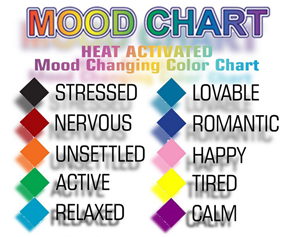 MOOD CHART
HEAT ACTIVATED
Mood Changing Color Chart
STRESSED
NERVOUS
UNSETTLED
ACTIVE
RELAXED
LOVABLE
ROMANTIC
HAPPY
TIRED
CALM